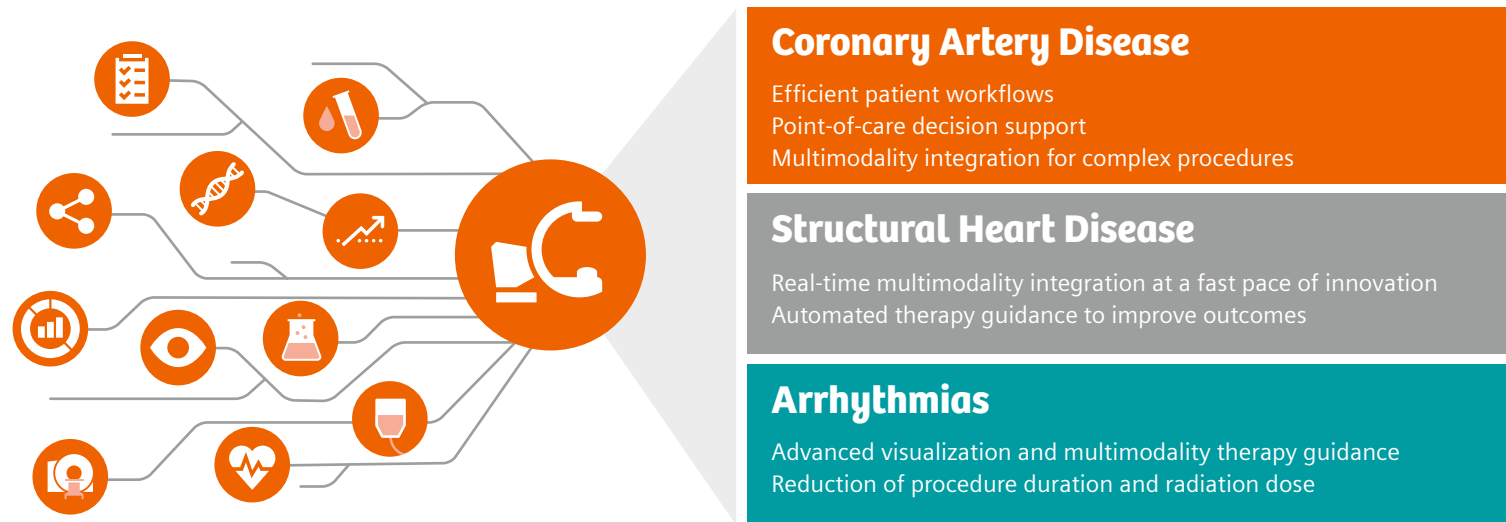 Coronary Artery Disease
Efficient patient workflows
Point-of-care decision support
Multimodality integration for complex procedures
Structural Heart Disease
Real-time multimodality integration at a fast pace of innovation
Automated therapy guidance to improve outcomes
Arrhythmias
Advanced visualization and multimodality therapy guidance
Reduction of procedure duration and radiation dose